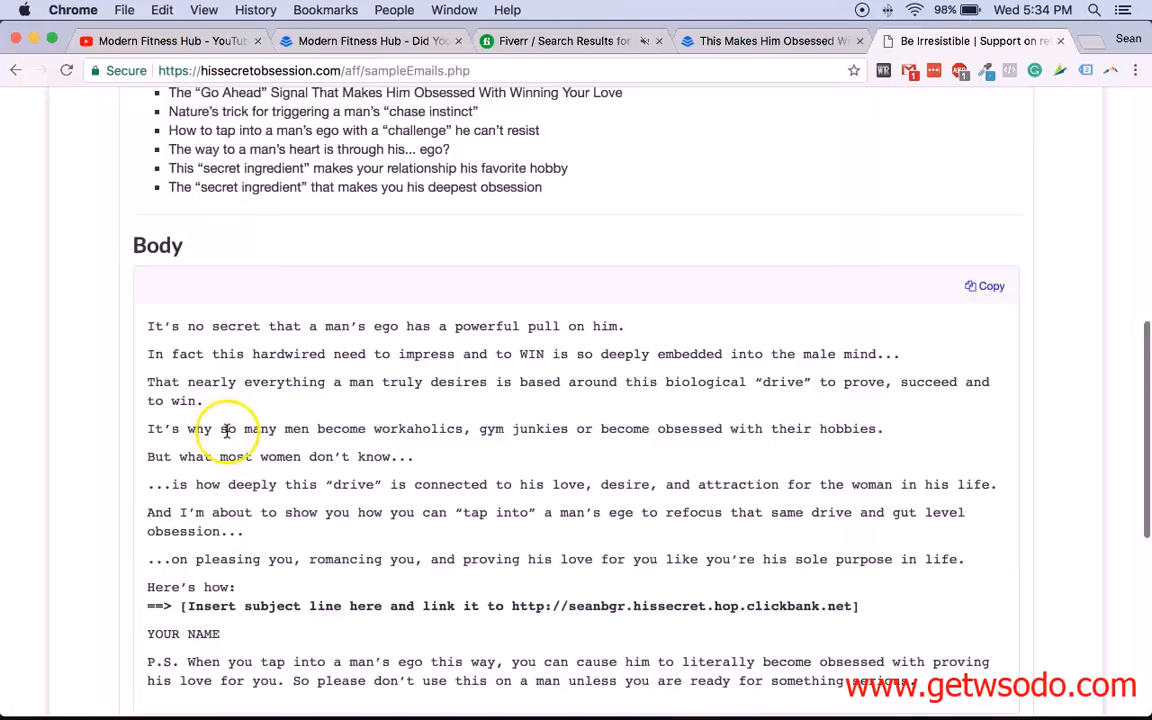 Chrome File Edit View History Bookmarks People Window Help 98% Wed 5:34 PM
Modern Fitness Hub - YouTu × Modern Fitness Hub - Did You × Fiverr / Search Results for × This Makes Him Obsessed W × Be Irresistible | Support on re × Sean
Secure https://hissecretobsession.com/aff/sampleEmails.php
The “Go Ahead” Signal That Makes Him Obsessed With Winning Your Love
Nature’s trick for triggering a man’s “chase instinct”
How to tap into a man’s ego with a “challenge” he can’t resist
The way to a man’s heart is through his... ego?
This “secret ingredient” makes your relationship his favorite hobby
The “secret ingredient” that makes you his deepest obsession
Body
Copy
It’s no secret that a man’s ego has a powerful pull on him.
In fact this hardwired need to impress and to WIN is so deeply embedded into the male mind...
That nearly everything a man truly desires is based around this biological “drive” to prove, succeed and
to win.
It’s why so many men become workaholics, gym junkies or become obsessed with their hobbies.
But what most women don’t know...
...is how deeply this “drive” is connected to his love, desire, and attraction for the woman in his life.
And I’m about to show you how you can “tap into” a man’s ege to refocus that same drive and gut level
obsession...
...on pleasing you, romancing you, and proving his love for you like you’re his sole purpose in life.
Here’s how:
==> [Insert subject line here and link it to http://seanbgr.hissecret.hop.clickbank.net]
YOUR NAME
P.S. When you tap into a man’s ego this way, you can cause him to literally become obsessed with proving
his love for you. So please don’t use this on a man unless you are ready for something serious.
www.getwsodo.com